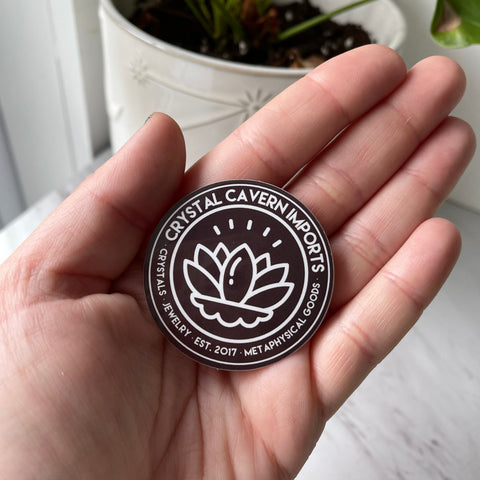 CRYSTAL CAVERN IMPORTS
· CRYSTALS · JEWELRY · EST. 2017 · METAPHYSICAL GOODS ·